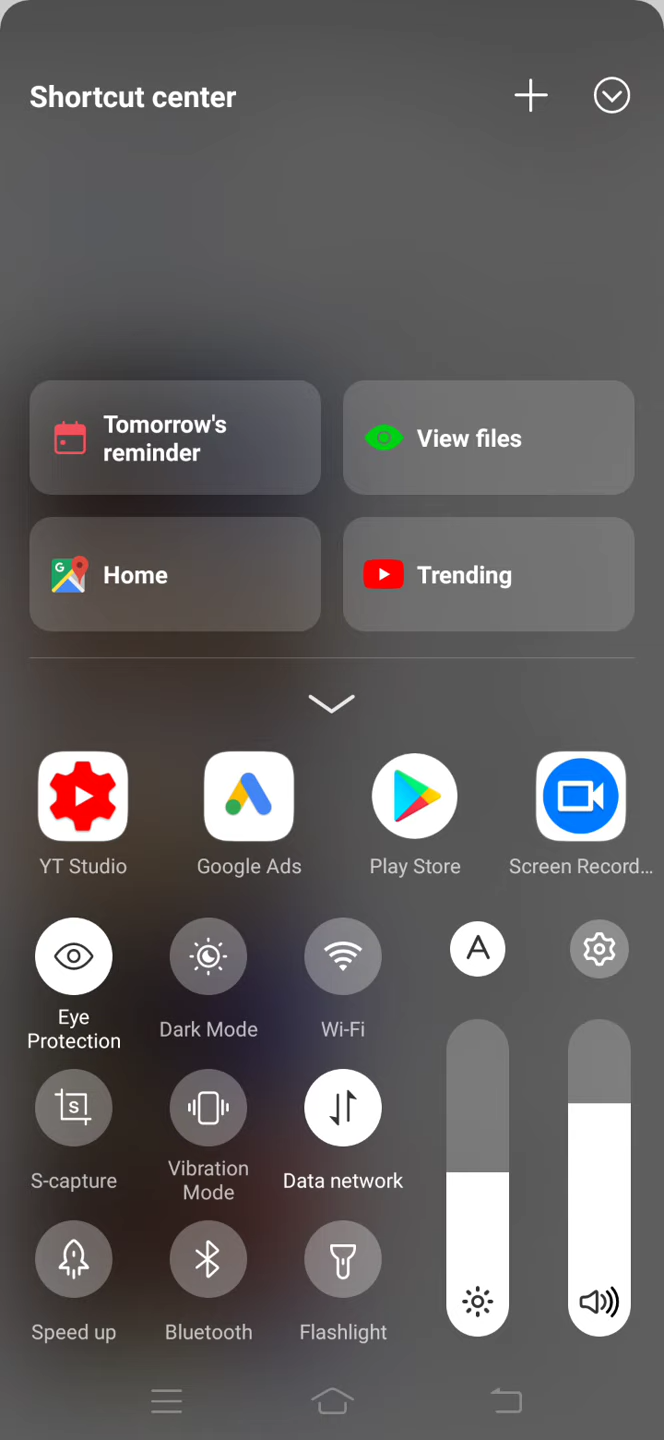 Shortcut center
Tomorrow's
reminder
View files
G
Home
Trending
YT Studio
Google Ads
Play Store
Screen Record...
A
Eye
Protection
Dark Mode
Wi-Fi
S
S-capture
Vibration
Mode
Data network
Speed up
Bluetooth
Flashlight